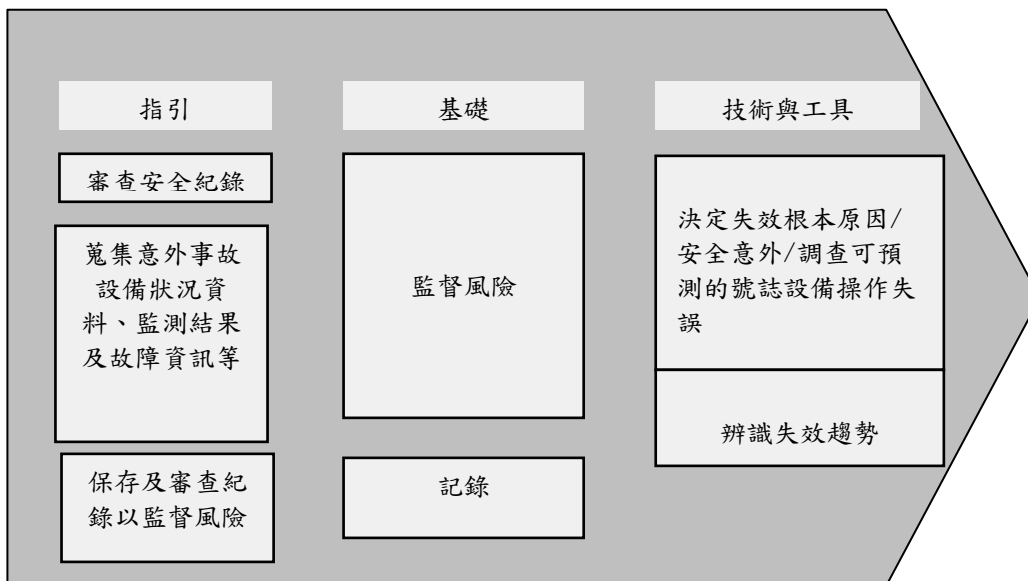 指引
審查安全紀錄
蒐集意外事故
設備狀況資
料、監測結果
及故障資訊等
保存及審查紀
錄以監督風險
基礎
監督風險
記錄
技術與工具
決定失效根本原因/
安全意外/調查可預
測的號誌設備操作失
誤
辨識失效趨勢